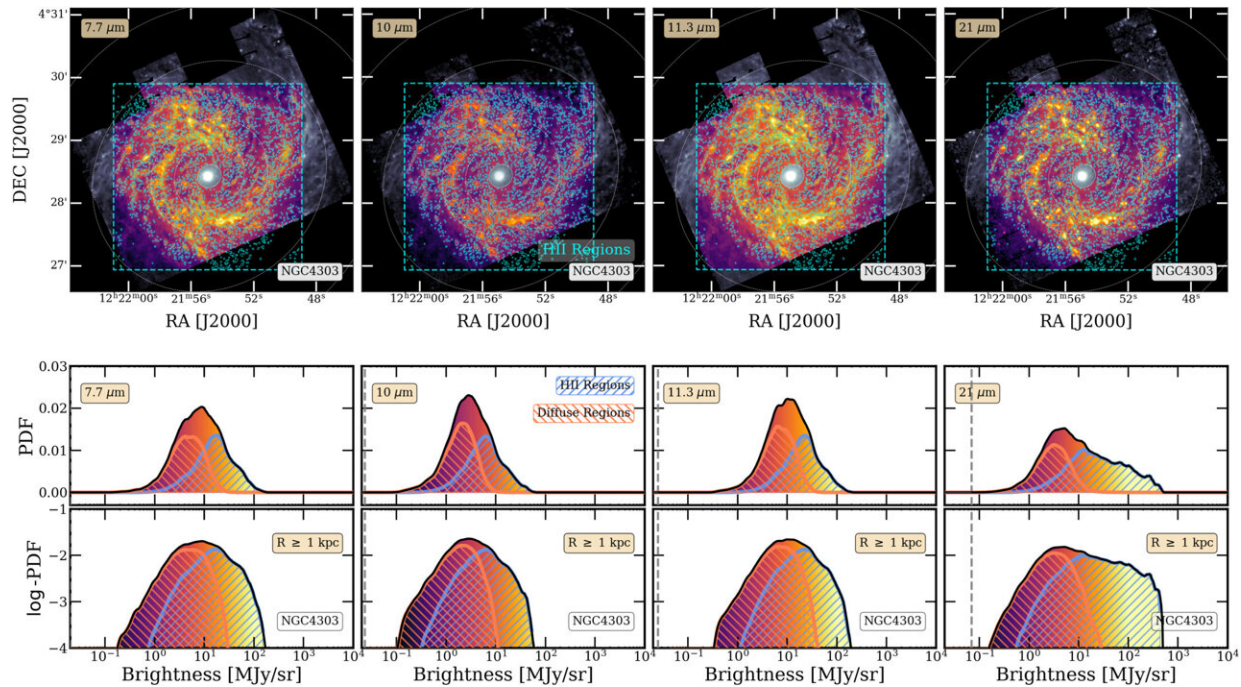 4°31'
30'
29'
28'
27'
DEC [J2000]
7.7 μm
10 μm
11.3 μm
21 μm
HII Regions
NGC4303
NGC4303
NGC4303
NGC4303
12ʰ22ᵐ00ˢ 21ᵐ56ˢ 52ˢ 48ˢ
12ʰ22ᵐ00ˢ 21ᵐ56ˢ 52ˢ 48ˢ
12ʰ22ᵐ00ˢ 21ᵐ56ˢ 52ˢ 48ˢ
12ʰ22ᵐ00ˢ 21ᵐ56ˢ 52ˢ 48ˢ
RA [J2000] RA [J2000] RA [J2000] RA [J2000]
0.03
0.02
0.01
0.00
PDF
7.7 μm
10 μm
HII Regions
Diffuse Regions
11.3 μm
21 μm
−1
−2
−3
−4
log-PDF
R ≥ 1 kpc
R ≥ 1 kpc
R ≥ 1 kpc
R ≥ 1 kpc
NGC4303
NGC4303
NGC4303
NGC4303
10⁻¹ 10⁰ 10¹ 10² 10³ 10⁴
10⁻¹ 10⁰ 10¹ 10² 10³ 10⁴
10⁻¹ 10⁰ 10¹ 10² 10³ 10⁴
10⁻¹ 10⁰ 10¹ 10² 10³ 10⁴
Brightness [MJy/sr] Brightness [MJy/sr] Brightness [MJy/sr] Brightness [MJy/sr]